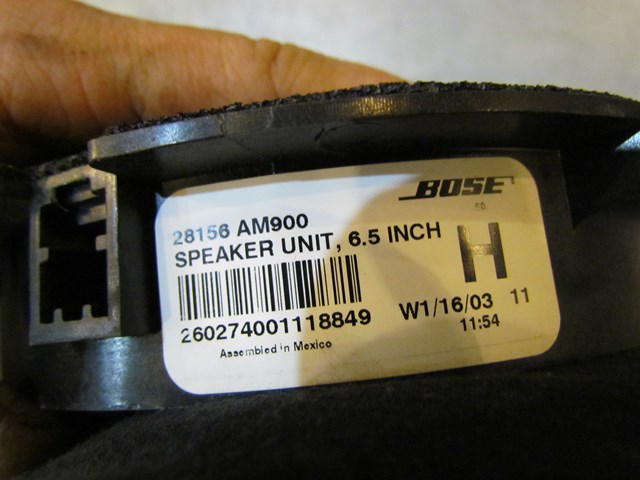 BOSE
28156 AM900
SPEAKER UNIT, 6.5 INCH
H
260274001118849
W1/16/03 11
11:54
Assembled in Mexico